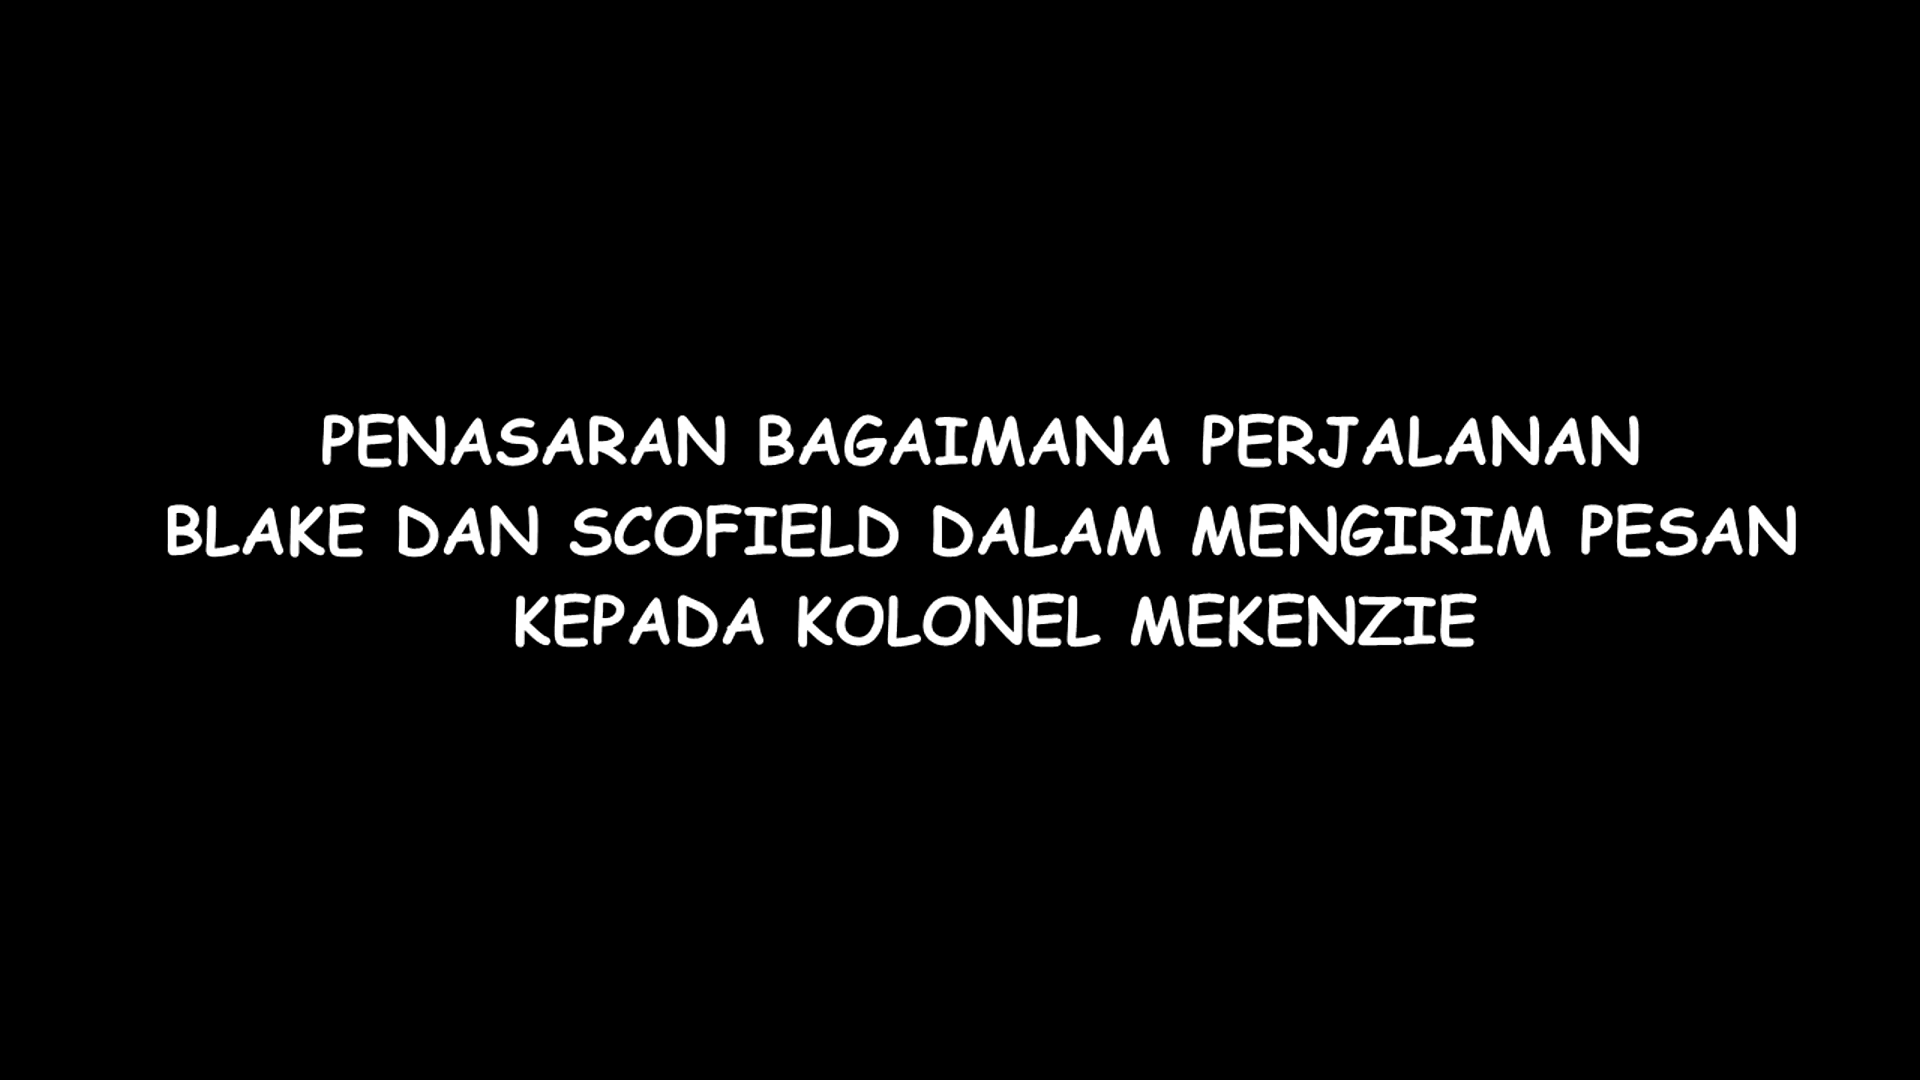 PENASARAN BAGAIMANA PERJALANAN
BLAKE DAN SCOFIELD DALAM MENGIRIM PESAN
KEPADA KOLONEL MEKENZIE